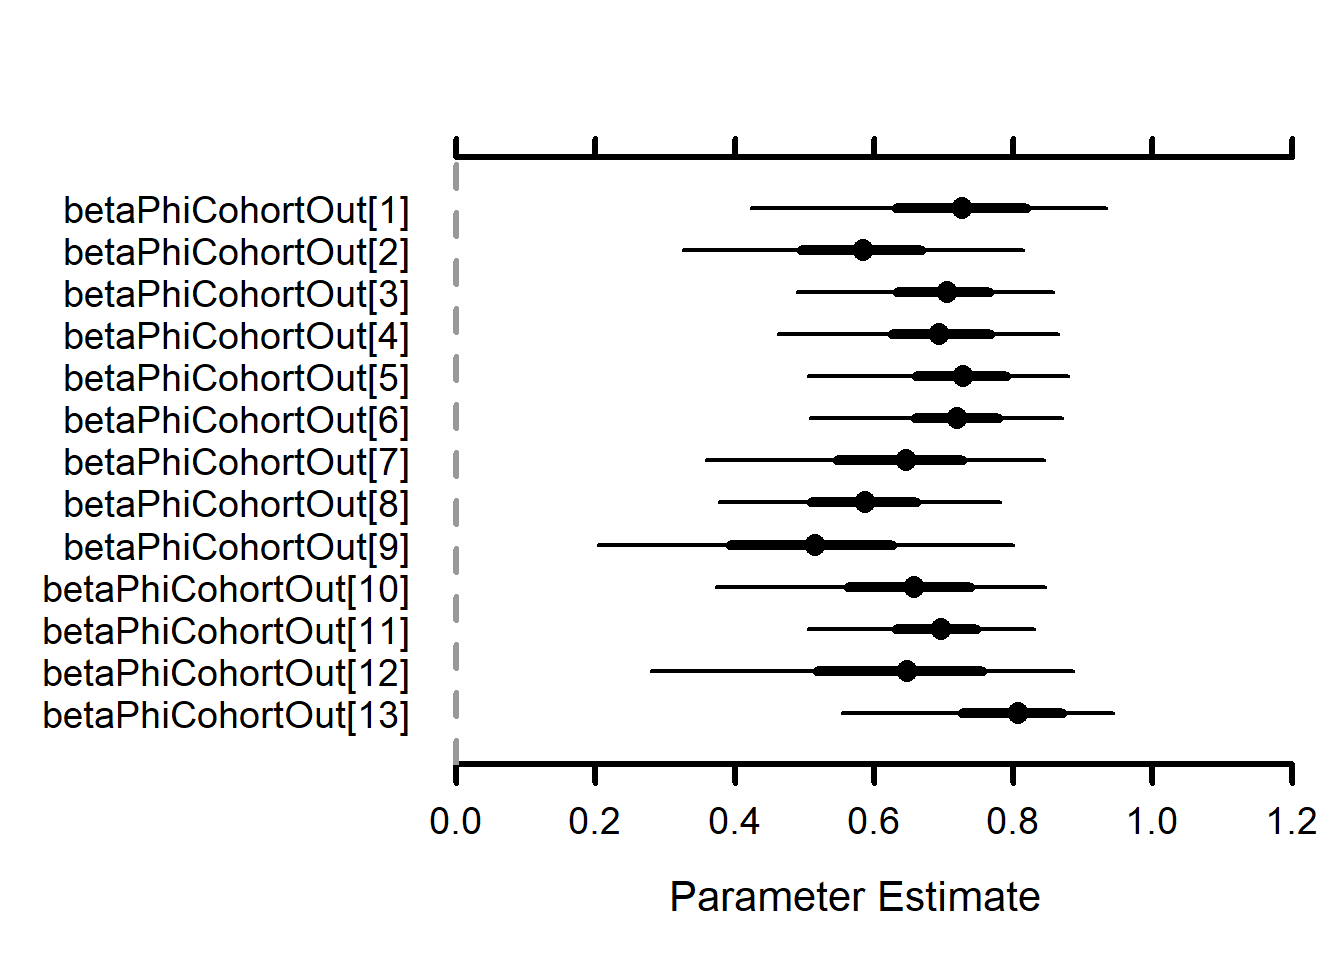 betaPhiCohortOut[1]
betaPhiCohortOut[2]
betaPhiCohortOut[3]
betaPhiCohortOut[4]
betaPhiCohortOut[5]
betaPhiCohortOut[6]
betaPhiCohortOut[7]
betaPhiCohortOut[8]
betaPhiCohortOut[9]
betaPhiCohortOut[10]
betaPhiCohortOut[11]
betaPhiCohortOut[12]
betaPhiCohortOut[13]
0.0 0.2 0.4 0.6 0.8 1.0 1.2
Parameter Estimate